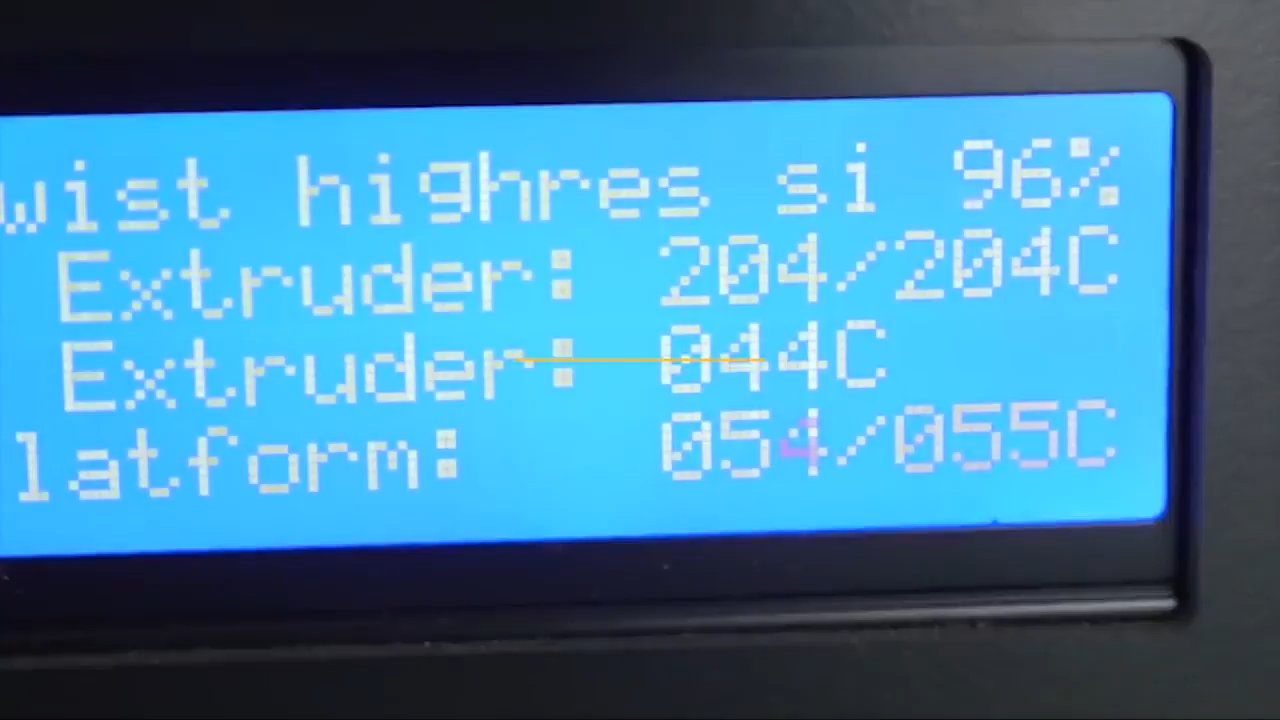 wist highres si 96%
Extruder: 204/204C
Extruder: 044C
latform: 054/055C